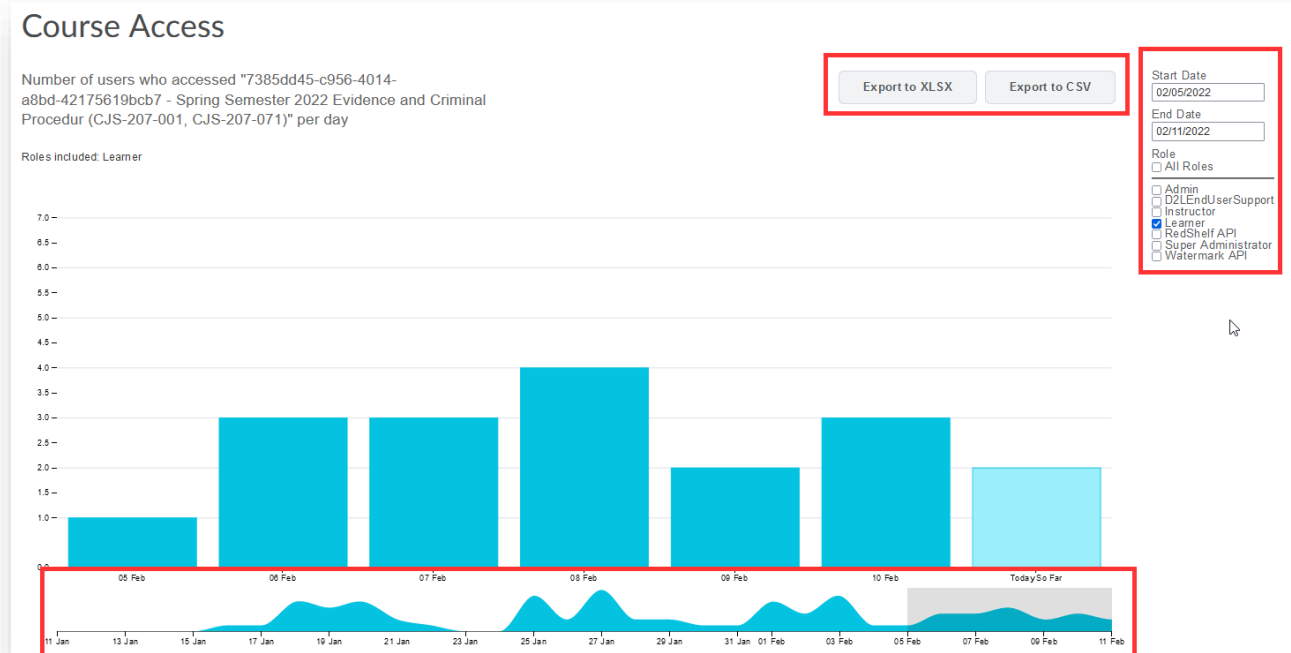 Course Access
Number of users who accessed "7385dd45-c956-4014-
a8bd-42175619bcb7 - Spring Semester 2022 Evidence and Criminal
Procedur (CJS-207-001, CJS-207-071)" per day
Roles included: Learner
Export to XLSX
Export to CSV
Start Date
02/05/2022
End Date
02/11/2022
Role
All Roles
Admin
D2LEndUserSupport
Instructor
Learner
RedShelf API
Super Administrator
Watermark API
7.0
6.5
6.0
5.5
5.0
4.5
4.0
3.5
3.0
2.5
2.0
1.5
1.0
0.0
05 Feb
06 Feb
07 Feb
08 Feb
09 Feb
10 Feb
Today So Far
11 Jan
13 Jan
15 Jan
17 Jan
19 Jan
21 Jan
23 Jan
25 Jan
27 Jan
29 Jan
31 Jan
01 Feb
03 Feb
05 Feb
07 Feb
09 Feb
11 Feb